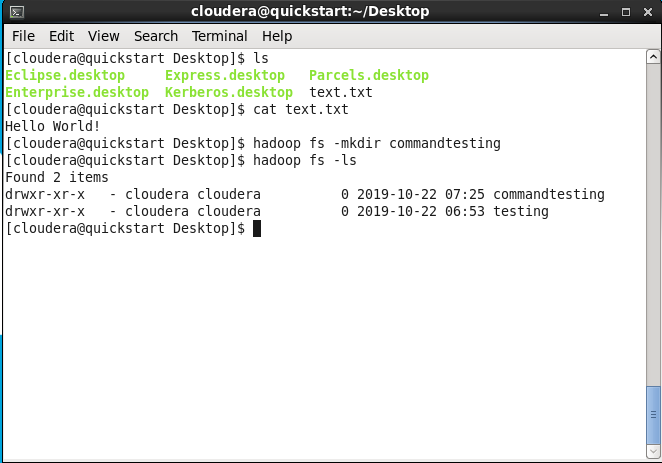 cloudera@quickstart:~/Desktop
File Edit View Search Terminal Help
[cloudera@quickstart Desktop]$ ls
Eclipse.desktop     Express.desktop   Parcels.desktop
Enterprise.desktop  Kerberos.desktop  text.txt
[cloudera@quickstart Desktop]$ cat text.txt
Hello World!
[cloudera@quickstart Desktop]$ hadoop fs -mkdir commandtesting
[cloudera@quickstart Desktop]$ hadoop fs -ls
Found 2 items
drwxr-xr-x   - cloudera cloudera          0 2019-10-22 07:25 commandtesting
drwxr-xr-x   - cloudera cloudera          0 2019-10-22 06:53 testing
[cloudera@quickstart Desktop]$